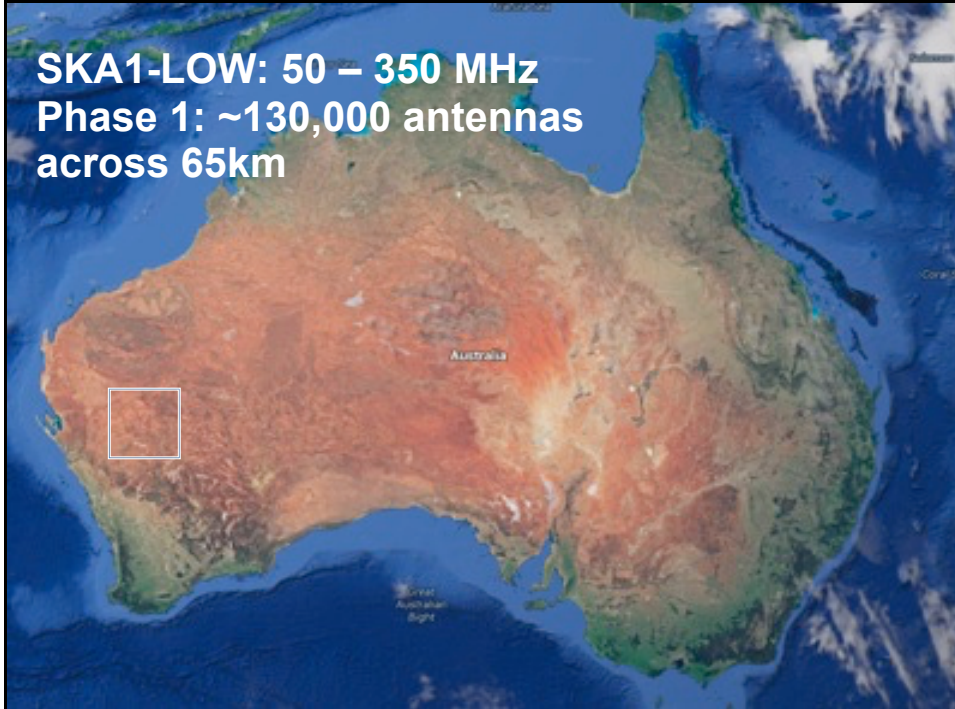 SKA1-LOW: 50 – 350 MHz
Phase 1: ~130,000 antennas
across 65km
Australia
Great
Australian
Bight